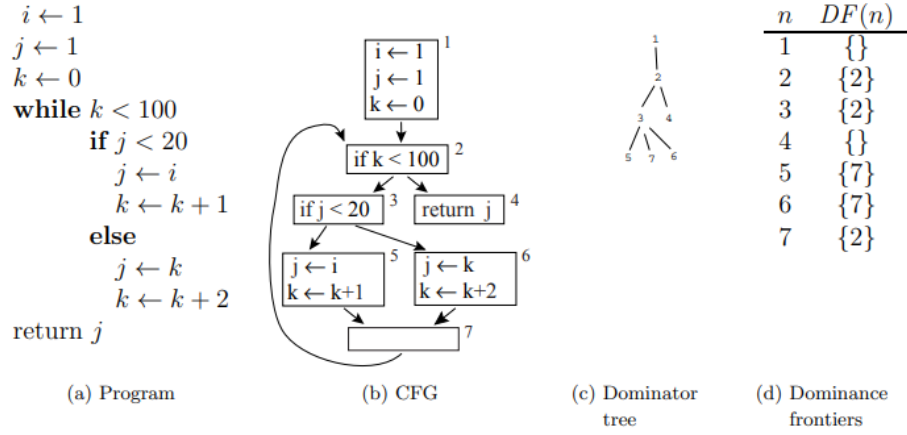 i ← 1
j ← 1
k ← 0
while k < 100
if j < 20
j ← i
k ← k + 1
else
j ← k
k ← k + 2
return j
(a) Program
1
i ← 1
j ← 1
k ← 0
if k < 100
2
if j < 20
3
return j
4
j ← i
k ← k+1
5
j ← k
k ← k+2
6
7
(b) CFG
1
2
3 4
5 7 6
(c) Dominator
tree
n DF(n)
1 {}
2 {2}
3 {2}
4 {}
5 {7}
6 {7}
7 {2}
(d) Dominance
frontiers